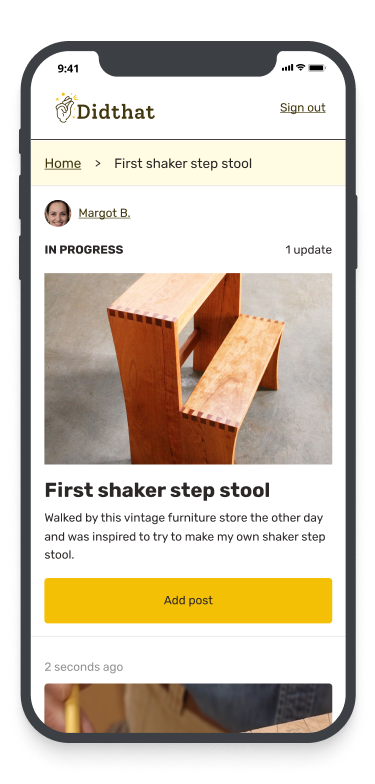 9:41
Didthat
Sign out
Home > First shaker step stool
Margot B.
IN PROGRESS
1 update
First shaker step stool
Walked by this vintage furniture store the other day
and was inspired to try to make my own shaker step
stool.
Add post
2 seconds ago